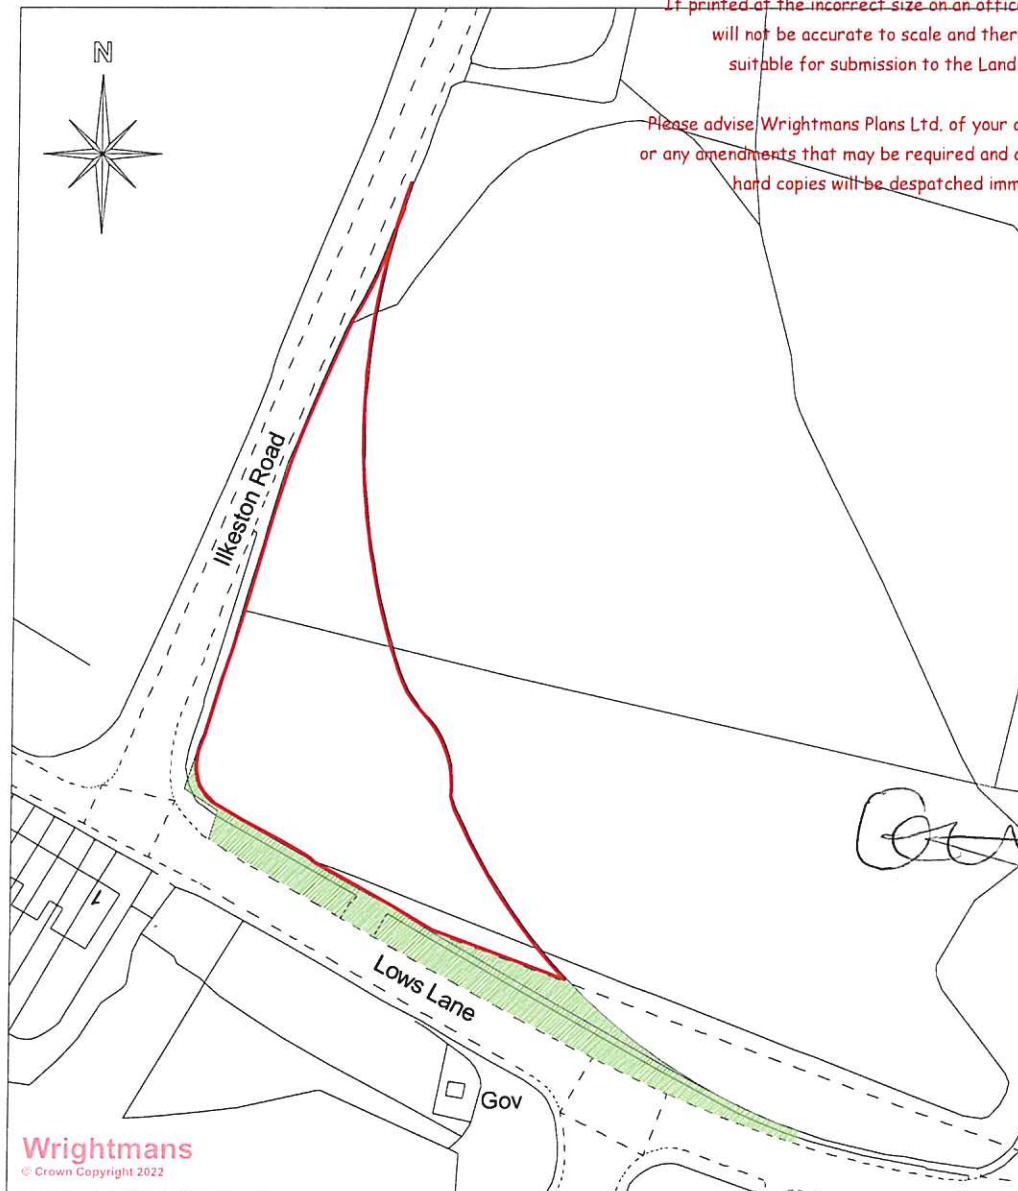 If printed at the incorrect size on an offic
will not be accurate to scale and ther
suitable for submission to the Land
Please advise Wrightmans Plans Ltd. of your a
or any amendments that may be required and
hard copies will be despatched imm
N
Ilkeston Road
1
Lows Lane
Gov
Wrightmans
© Crown Copyright 2022